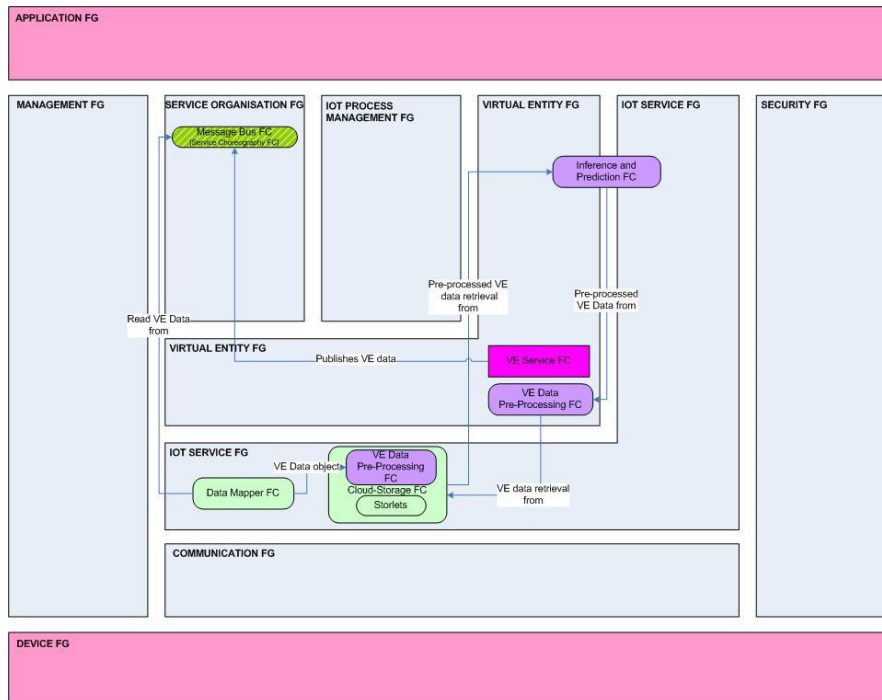 APPLICATION FG
MANAGEMENT FG
SERVICE ORGANISATION FG
IOT PROCESS
MANAGEMENT FG
VIRTUAL ENTITY FG
IOT SERVICE FG
SECURITY FG
Message Bus FC
(Service Choreography FC)
Inference and
Prediction FC
Pre-processed VE
data retrieval
from
Pre-processed
VE Data from
Read VE Data
from
VIRTUAL ENTITY FG
Publishes VE data
VE Service FC
VE Data
Pre-Processing FC
IOT SERVICE FG
VE Data object
VE Data
Pre-Processing
FC
Cloud-Storage FC
Storlets
Data Mapper FC
VE data retrieval
from
COMMUNICATION FG
DEVICE FG